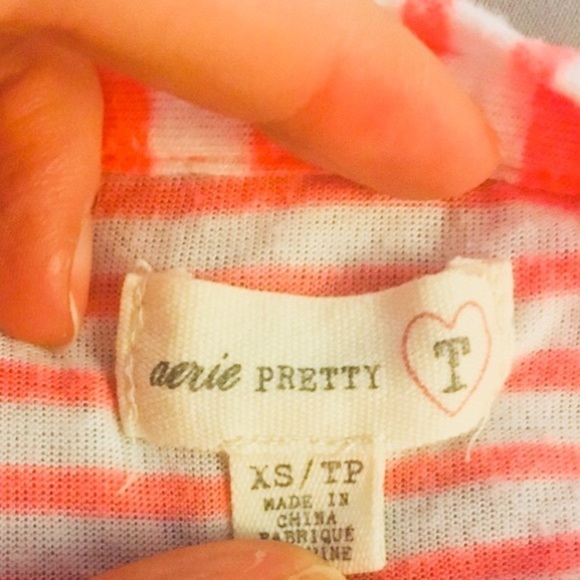 aerie PRETTY T
XS/TP
MADE IN
CHINA
FABRIQUÉ